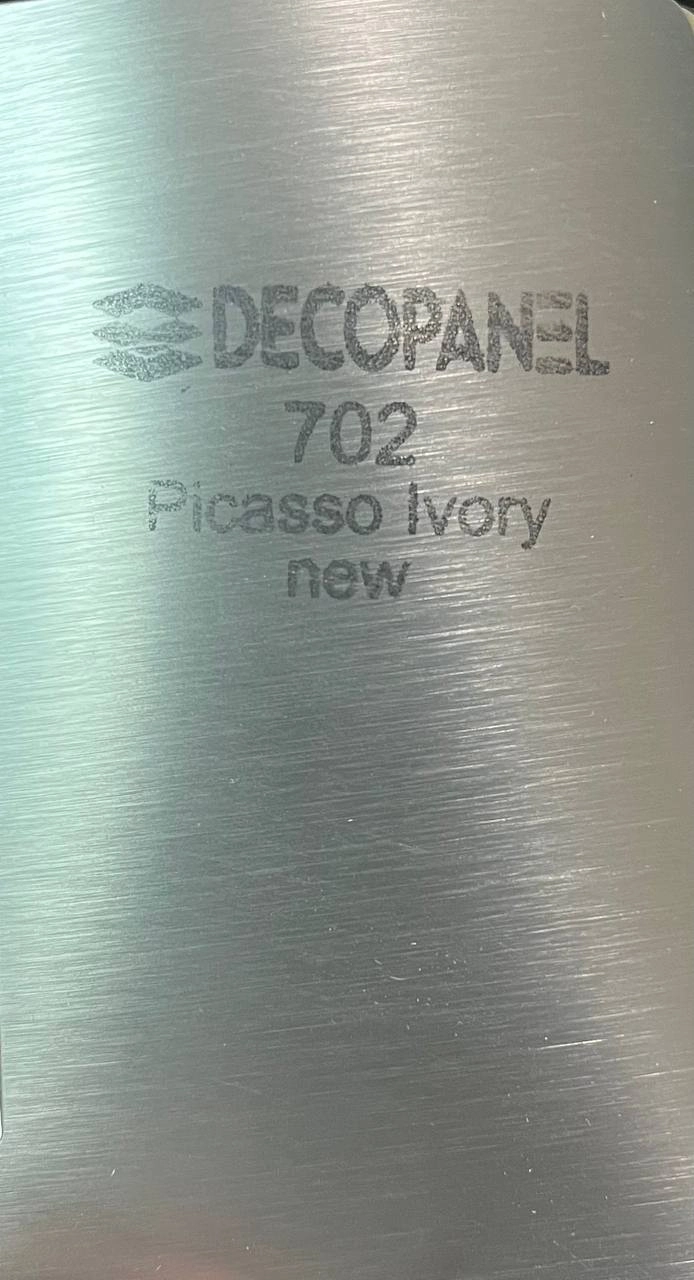 DECOPANEL
702
Picasso Ivory
new